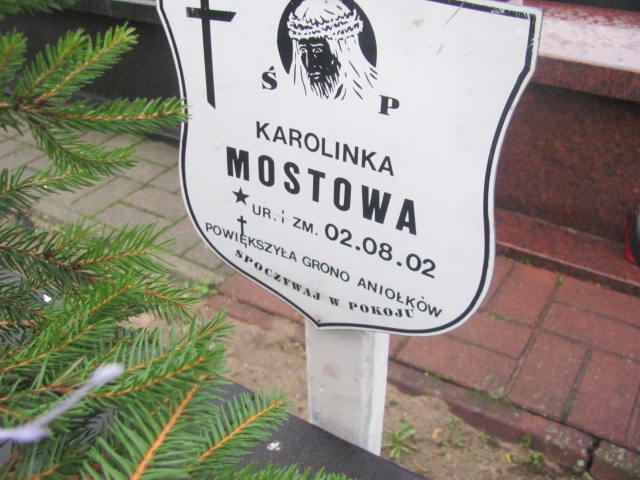 Ś P
KAROLINKA
MOSTOWA
UR. i ZM. 02.08.02
POWIĘKSZYŁA GRONO ANIOŁKÓW
SPOCZYWAJ W POKOJU